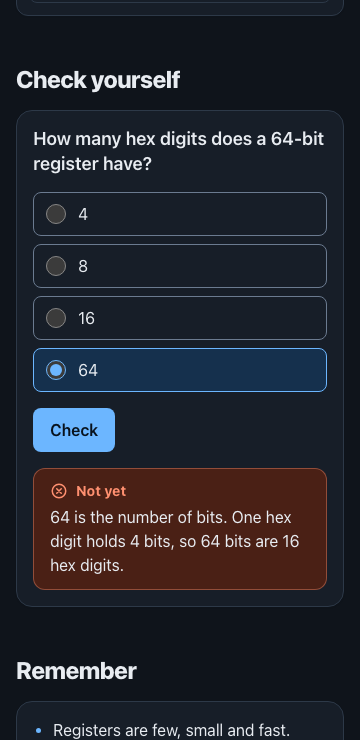 Check yourself
How many hex digits does a 64-bit
register have?
4
8
16
64
Check
Not yet
64 is the number of bits. One hex
digit holds 4 bits, so 64 bits are 16
hex digits.
Remember
• Registers are few, small and fast.